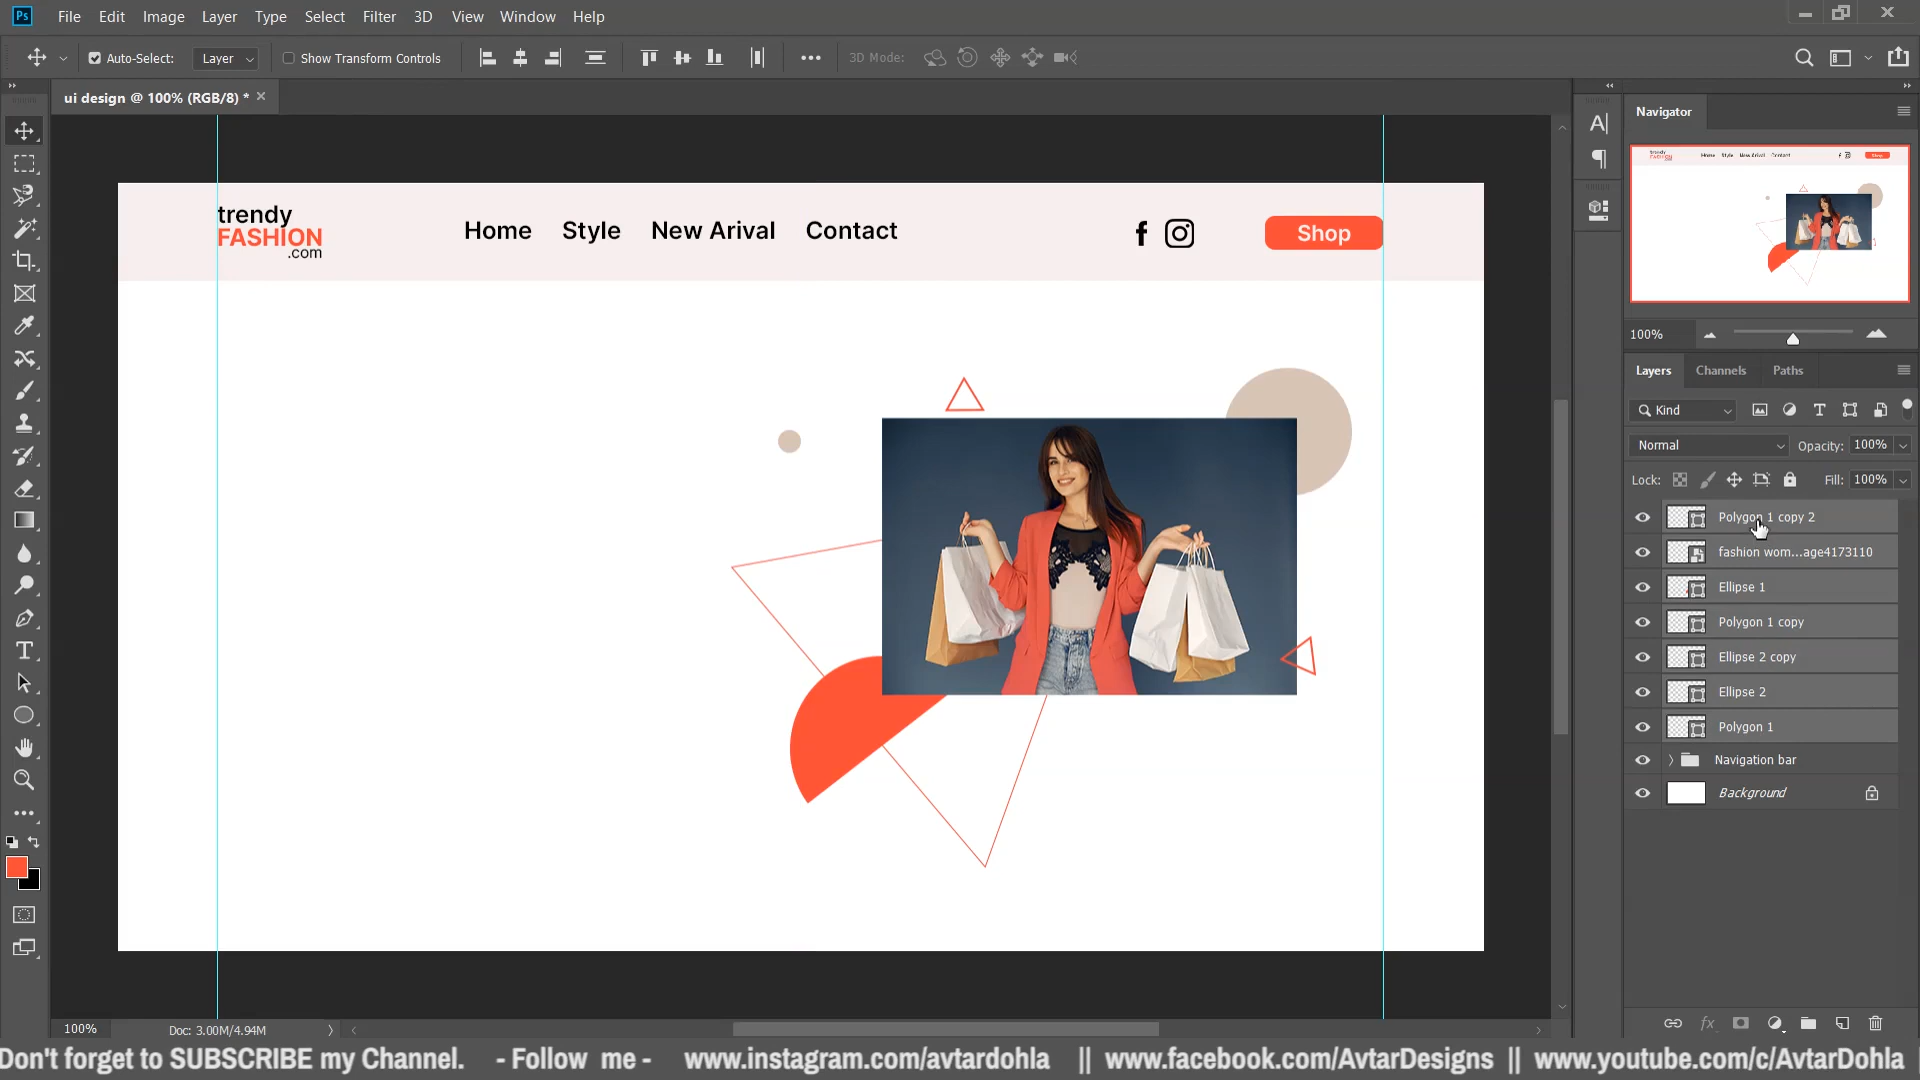 Ps File Edit Image Layer Type Select Filter 3D View Window Help
Auto-Select: Layer Show Transform Controls 3D Mode:
ui design @ 100% (RGB/8) *
Navigator
trendy
FASHION
.com
Home Style New Arival Contact
Shop
100%
Layers Channels Paths
Kind
Normal Opacity: 100%
Lock: Fill: 100%
Polygon 1 copy 2
fashion wom...age4173110
Ellipse 1
Polygon 1 copy
Ellipse 2 copy
Ellipse 2
Polygon 1
Navigation bar
Background
100% Doc: 3.00M/4.94M
Don't forget to SUBSCRIBE my Channel. - Follow me - www.instagram.com/avtardohla || www.facebook.com/AvtarDesigns || www.youtube.com/c/AvtarDohla